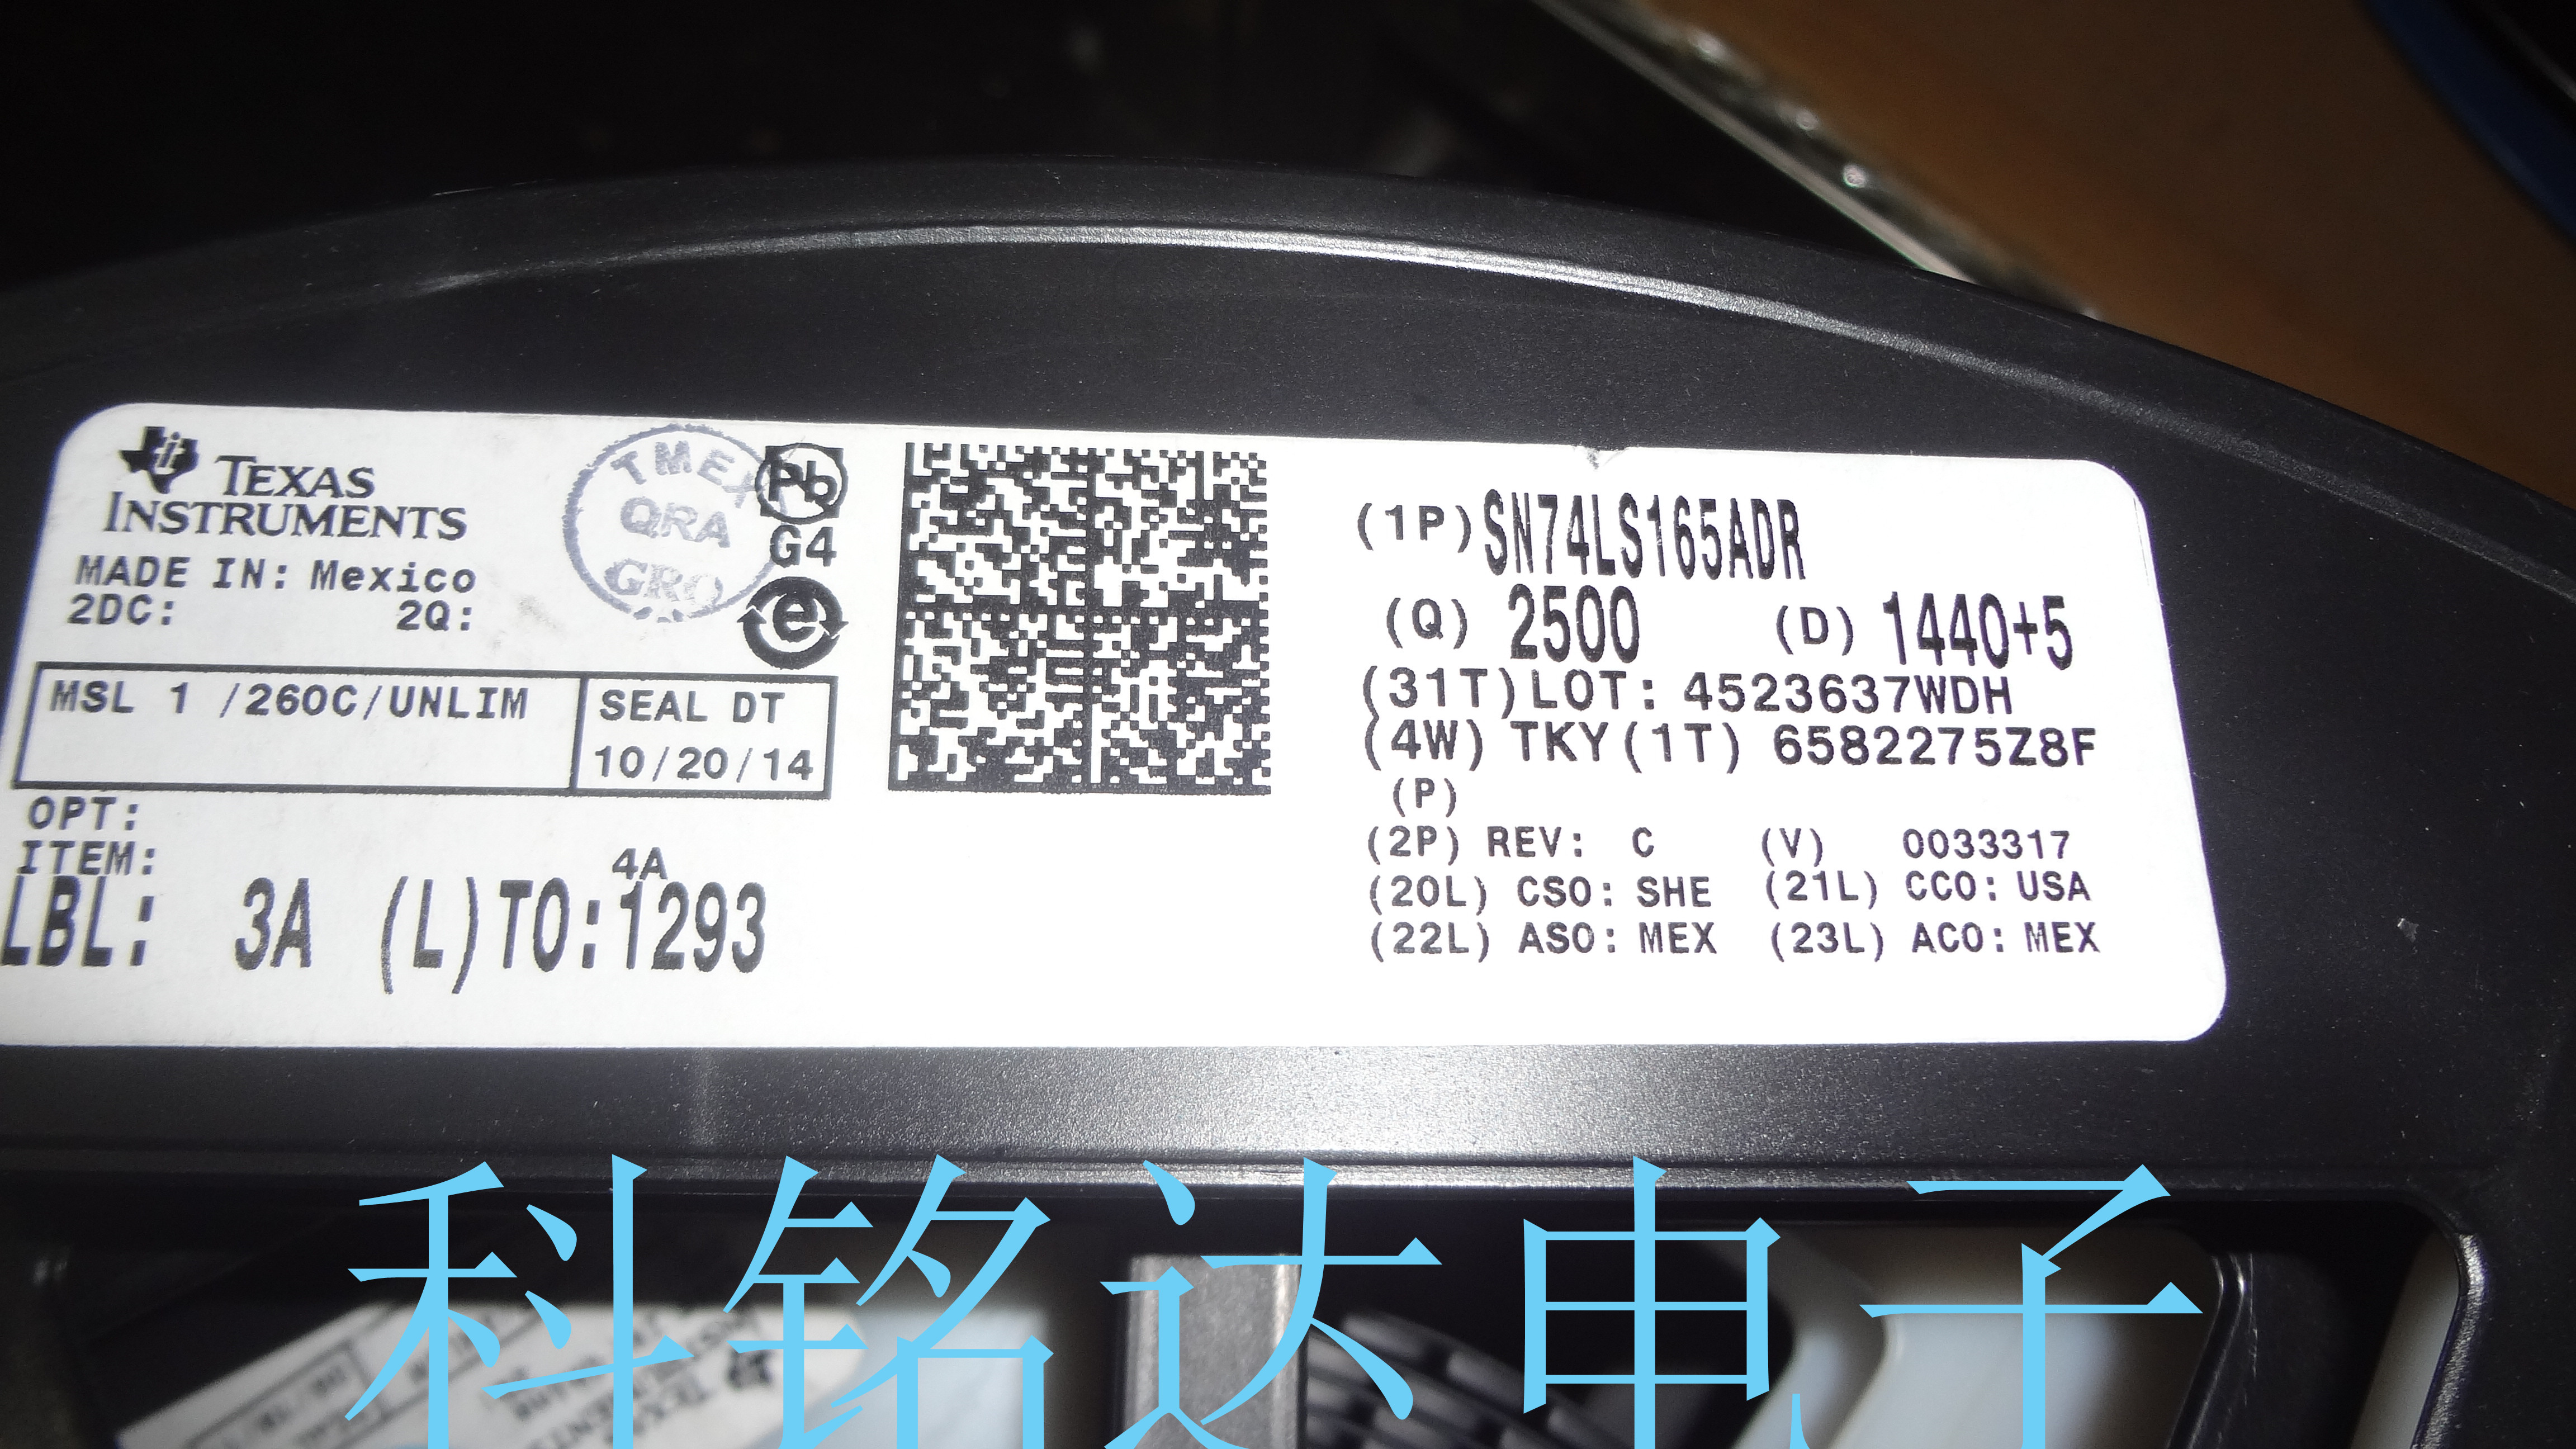 TEXAS
INSTRUMENTS
MADE IN: Mexico
2DC: 2Q:
TMEX
QRA
GRO
Pb
G4
e
MSL 1 /260C/UNLIM
SEAL DT
10/20/14
OPT:
ITEM:
4A
LBL: 3A (L)TO:1293
(1P)SN74LS165ADR
(Q) 2500 (D) 1440+5
(31T)LOT: 4523637WDH
(4W) TKY(1T) 6582275Z8F
(P)
(2P) REV: C (V) 0033317
(20L) CSO: SHE (21L) CCO: USA
(22L) ASO: MEX (23L) ACO: MEX
科铭达电子